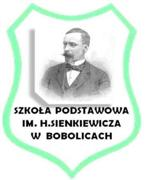 SZKOŁA PODSTAWOWA
IM. H.SIENKIEWICZA
W BOBOLICACH